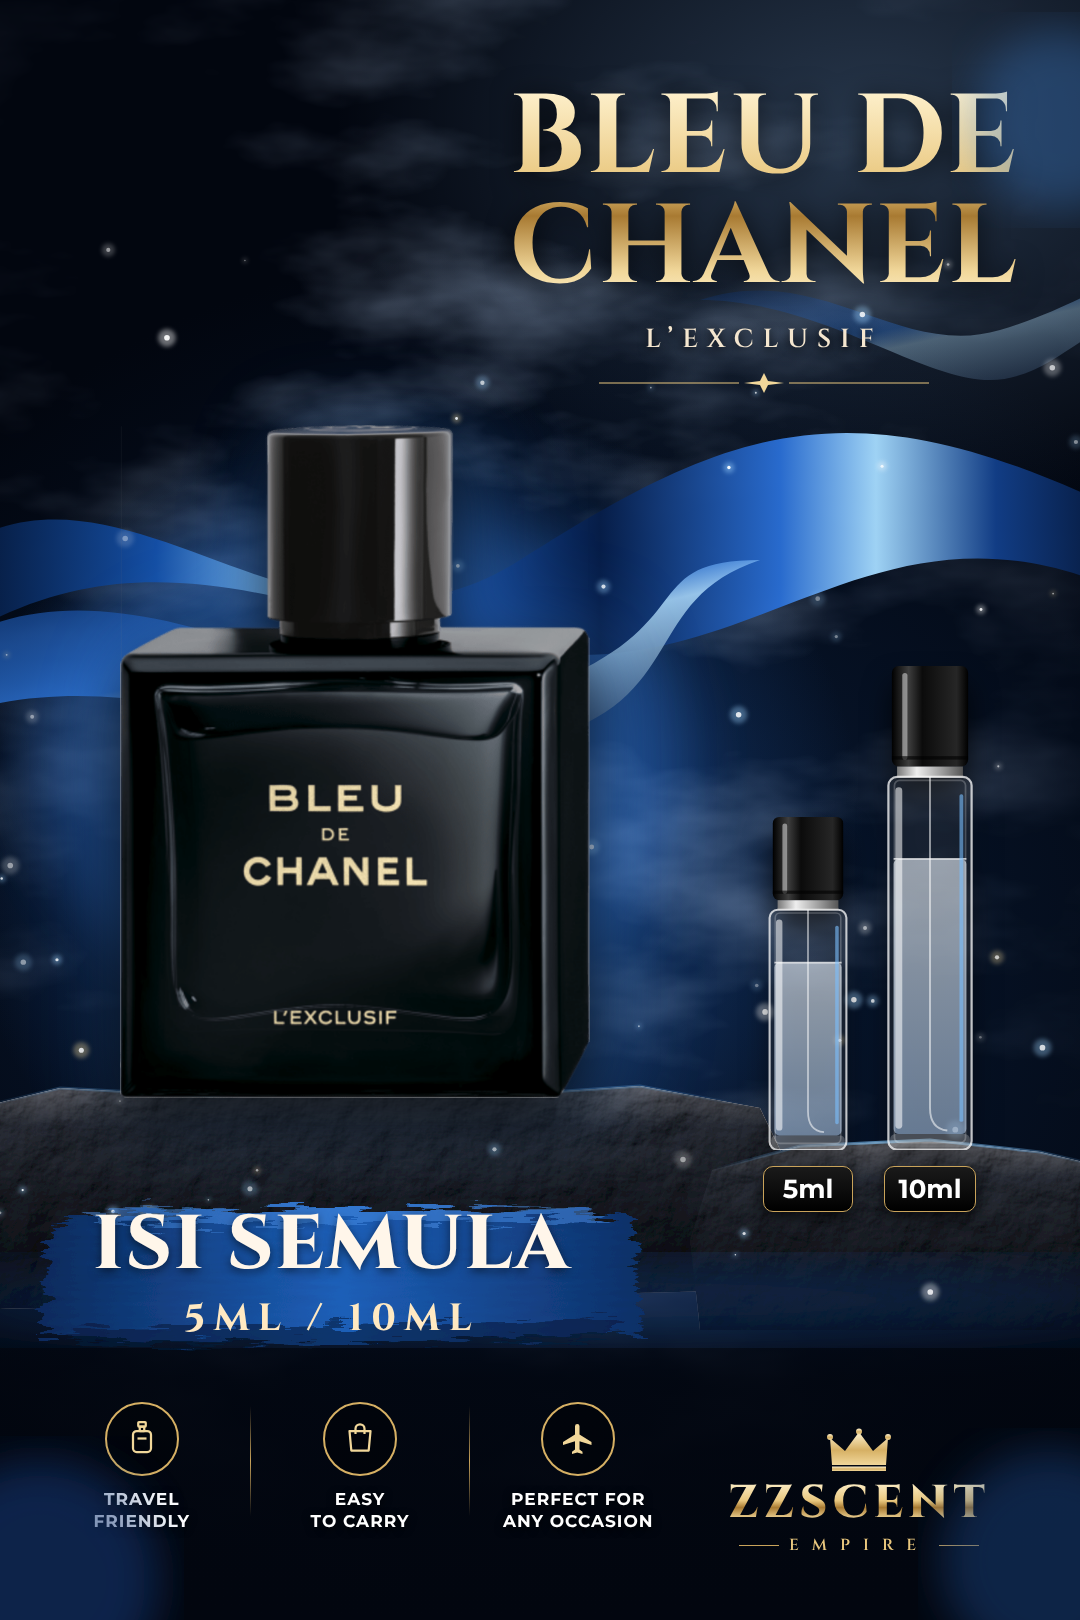 BLEU DE
CHANEL
L'EXCLUSIF
BLEU
DE
CHANEL
L'EXCLUSIF
5ml
10ml
ISI SEMULA
5ML / 10ML
TRAVEL
FRIENDLY
EASY
TO CARRY
PERFECT FOR
ANY OCCASION
ZZSCENT
EMPIRE